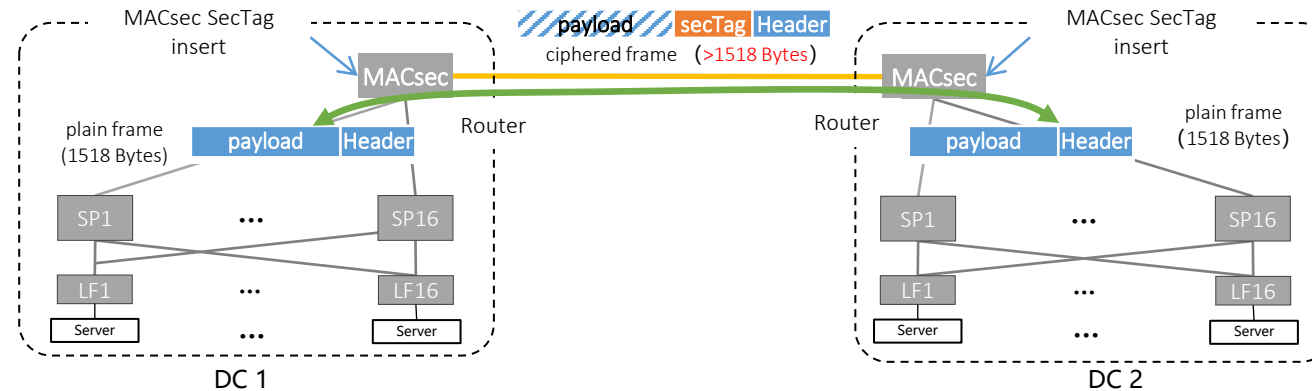 MACsec SecTag
insert
payload secTag Header
ciphered frame (>1518 Bytes)
MACsec SecTag
insert
MACsec
MACsec
Router
Router
plain frame
(1518 Bytes)
payload Header
payload Header
plain frame
(1518 Bytes)
SP1 ... SP16
SP1 ... SP16
LF1 ... LF16
LF1 ... LF16
Server ... Server
Server ... Server
DC 1
DC 2